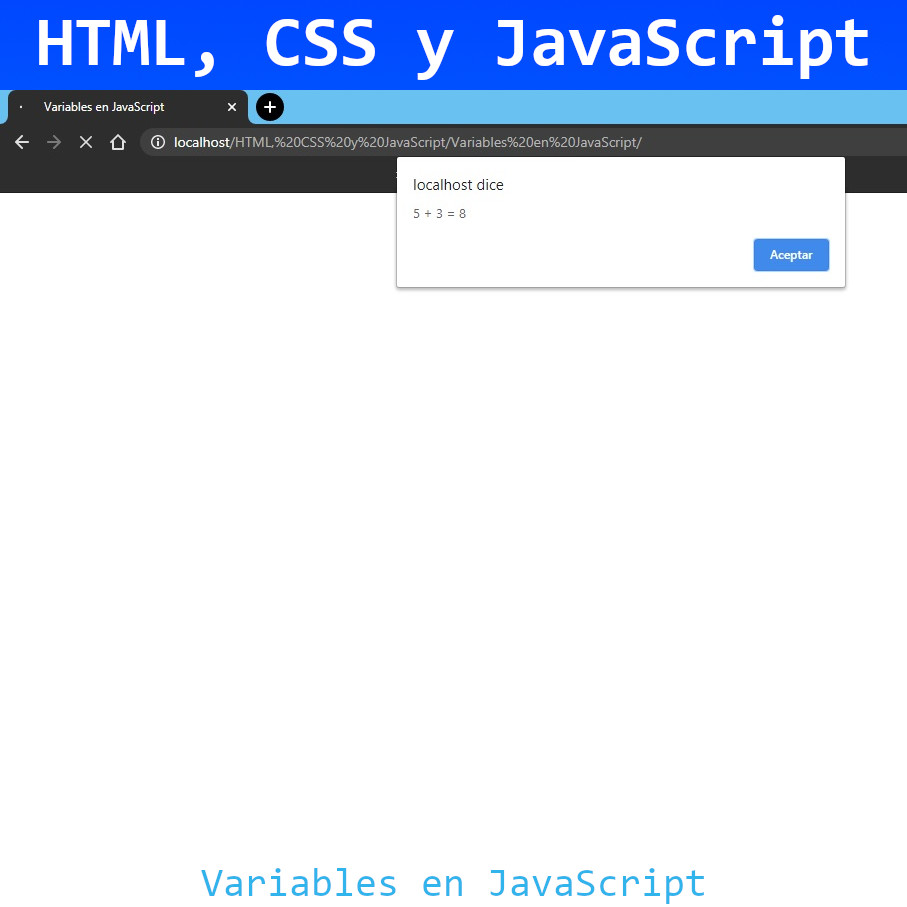 HTML, CSS y JavaScript
Variables en JavaScript
localhost/HTML,%20CSS%20y%20JavaScript/Variables%20en%20JavaScript/
localhost dice
5 + 3 = 8
Aceptar
Variables en JavaScript